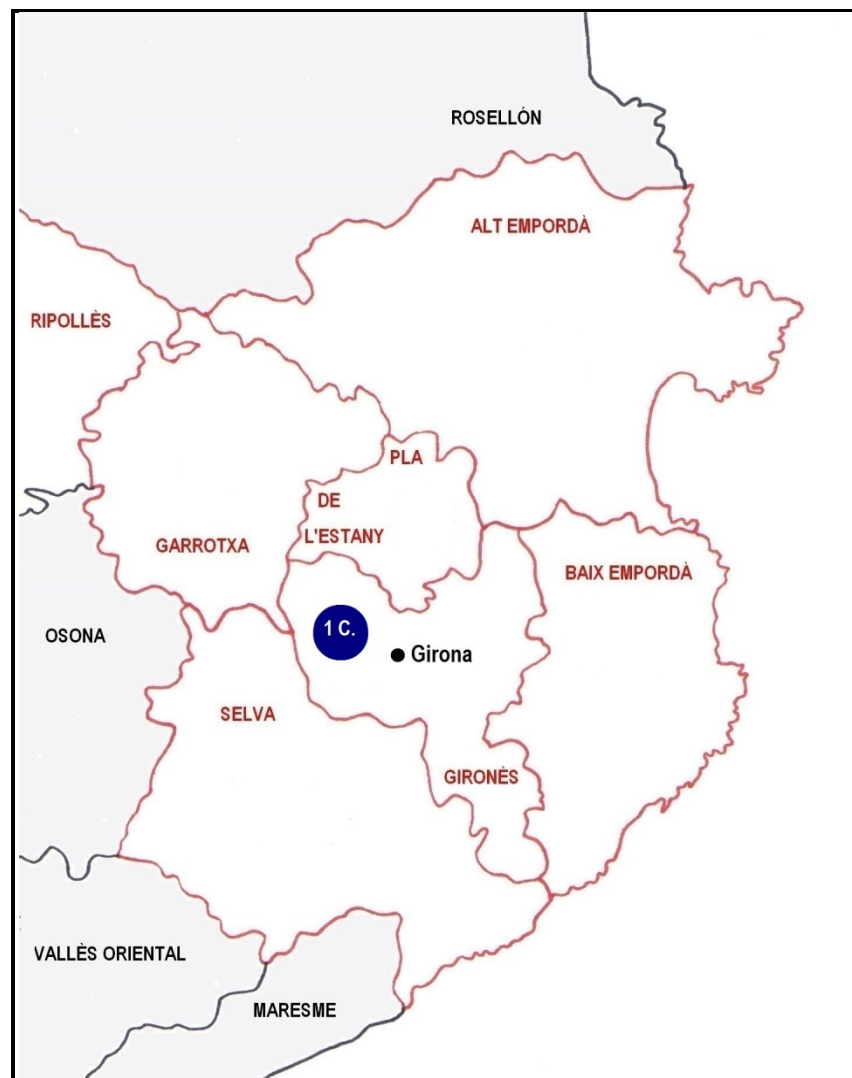 ROSELLÓN
ALT EMPORDÀ
RIPOLLÈS
PLA
DE
L'ESTANY
GARROTXA
BAIX EMPORDÀ
OSONA
1 C.
Girona
SELVA
GIRONÈS
VALLÈS ORIENTAL
MARESME